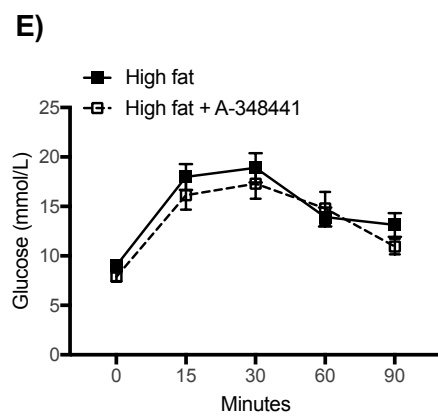 E)
High fat
High fat + A-348441
25
20
15
10
5
0
Glucose (mmol/L)
0 15 30 60 90
Minutes